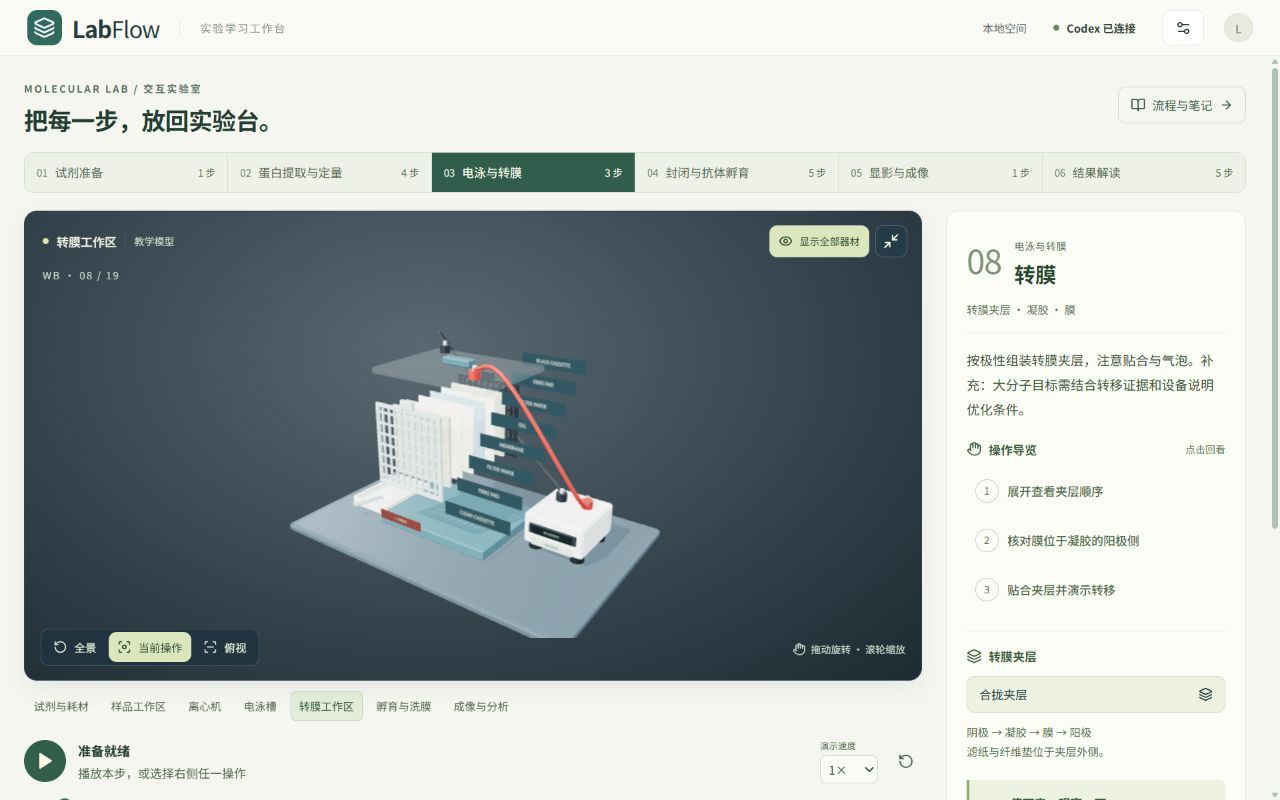 LabFlow
实验学习工作台
本地空间
Codex 已连接
L
MOLECULAR LAB / 交互实验室
把每一步，放回实验台。
流程与笔记
01 试剂准备 1 步
02 蛋白提取与定量 4 步
03 电泳与转膜 3 步
04 封闭与抗体孵育 5 步
05 显影与成像 1 步
06 结果解读 5 步
转膜工作区 教学模型
WB · 08 / 19
显示全部器材
BLACK CASSETTE
FIBRE PAD
FILTER PAPER
GEL
MEMBRANE
FILTER PAPER
FIBRE PAD
CLEAR CASSETTE
全景
当前操作
俯视
拖动旋转 · 滚轮缩放
08
电泳与转膜
转膜
转膜夹层 · 凝胶 · 膜
按极性组装转膜夹层，注意贴合与气泡。补
充：大分子目标需结合转移证据和设备说明
优化条件。
操作导览
点击回看
1 展开查看夹层顺序
2 核对膜位于凝胶的阳极侧
3 贴合夹层并演示转移
转膜夹层
合拢夹层
阴极 → 凝胶 → 膜 → 阳极
滤纸与纤维垫位于夹层外侧。
试剂与耗材
样品工作区
离心机
电泳槽
转膜工作区
孵育与洗膜
成像与分析
准备就绪
播放本步，或选择右侧任一操作
演示速度
1×